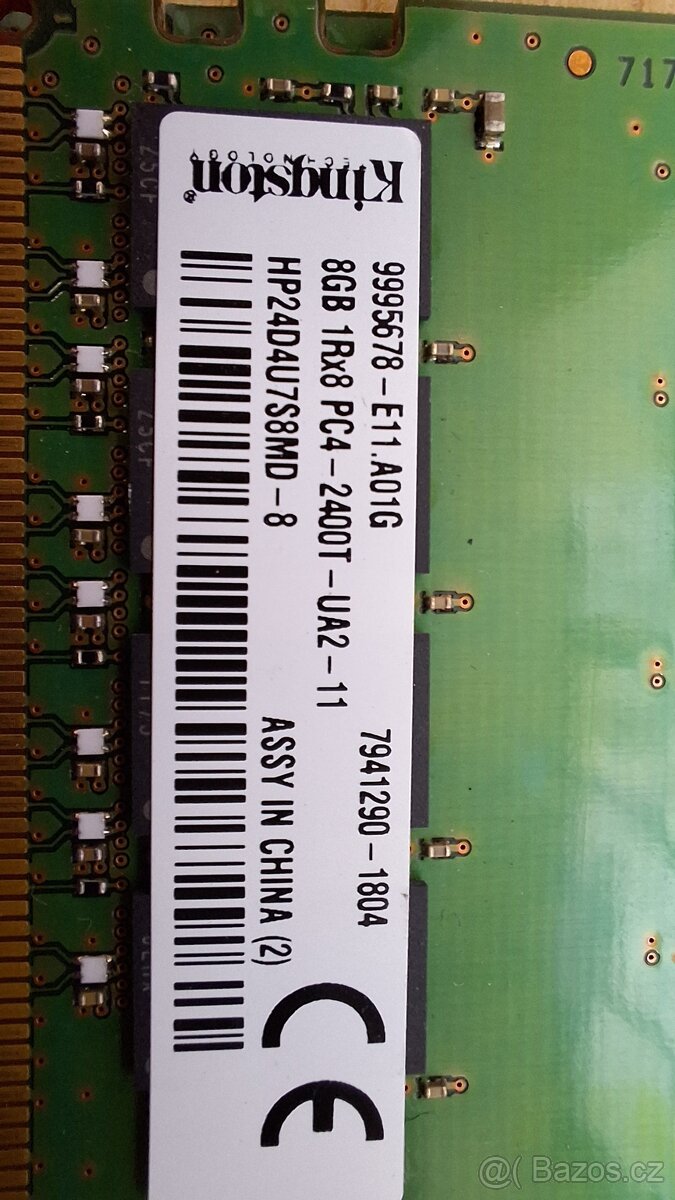 Kingston
TECHNOLOGY
9995678-E11.A01G
7941290-1804
8GB 1Rx8 PC4-2400T-UA2-11
HP24D4U7S8MD-8
ASSY IN CHINA (2)
CE
717
@( Bazos.cz